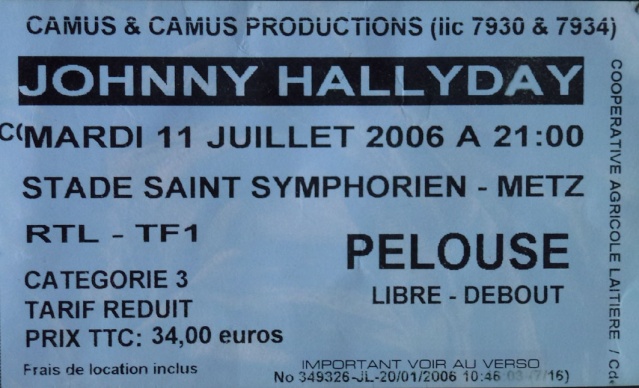 CAMUS & CAMUS PRODUCTIONS (lic 7930 & 7934)
JOHNNY HALLYDAY
MARDI 11 JUILLET 2006 A 21:00
STADE SAINT SYMPHORIEN - METZ
RTL - TF1
PELOUSE
LIBRE - DEBOUT
CATEGORIE 3
TARIF REDUIT
PRIX TTC: 34,00 euros
Frais de location inclus
IMPORTANT VOIR AU VERSO
No 349326-JL-20/01/2006 10:46
COOPERATIVE AGRICOLE LAITIERE / Cd.